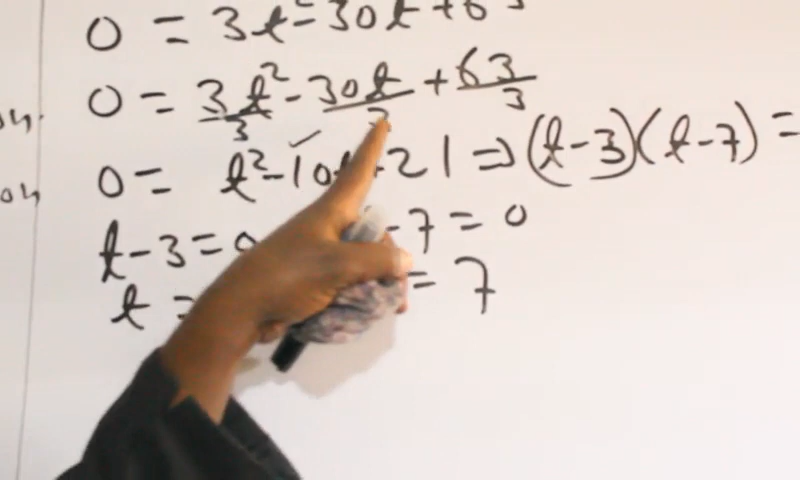 0 = 3t² - 30t + 63
0 = 3t²/3 - 30t/3 + 63/3
0 = t² - 10t + 21 ⇒ (t-3)(t-7) =
t - 3 = 0 - 7 = 0
t = = 7